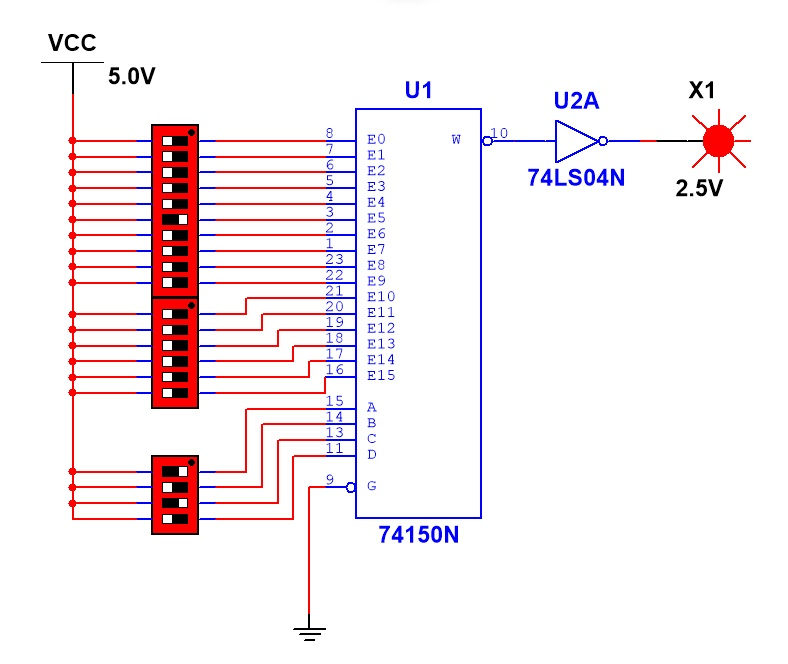 VCC
5.0V
U1
U2A
X1
8 E0 W 10
7 E1
6 E2
5 E3
4 E4
3 E5
2 E6
1 E7
23 E8
22 E9
21 E10
20 E11
19 E12
18 E13
17 E14
16 E15
15 A
14 B
13 C
11 D
9 G
74LS04N
2.5V
74150N